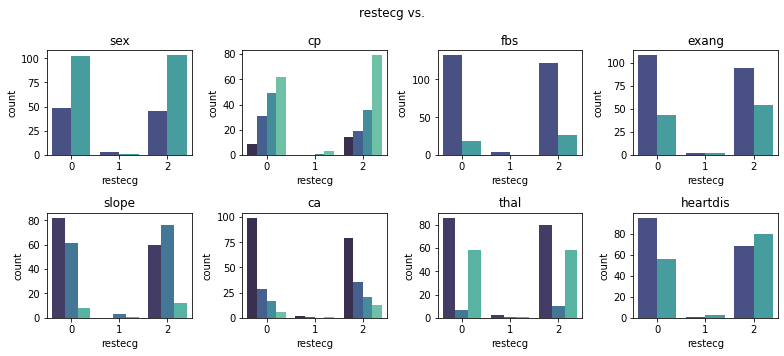 restecg vs.
sex
cp
fbs
exang
100
75
50
25
0
count
0 1 2
restecg
80
60
40
20
0
count
0 1 2
restecg
100
50
0
count
0 1 2
restecg
100
75
50
25
0
count
0 1 2
restecg
slope
ca
thal
heartdis
80
60
40
20
0
count
0 1 2
restecg
100
75
50
25
0
count
0 1 2
restecg
80
60
40
20
0
count
0 1 2
restecg
80
60
40
20
0
count
0 1 2
restecg